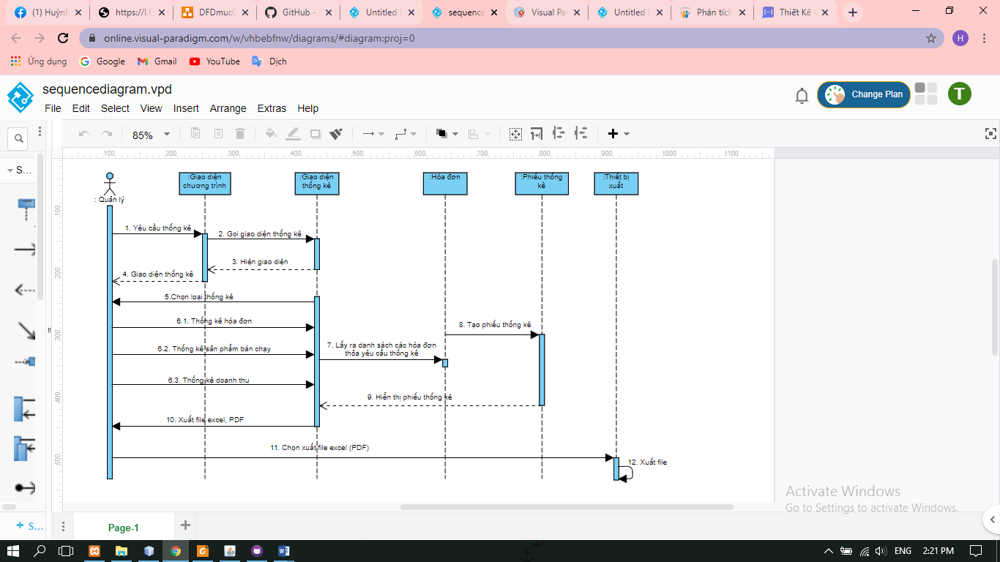 (1) Huỳnh
https://l.f
DFDmucĐ
GitHub -
Untitled D
sequence
Visual Pa
Untitled D
Phân tích
Thiết Kế
online.visual-paradigm.com/w/vhbebfnw/diagrams/#diagram:proj=0
H
Ứng dụng
Google
Gmail
YouTube
Dịch
sequencediagram.vpd
File Edit Select View Insert Arrange Extras Help
Change Plan
T
85%
100 200 300 400 500 600 700 800 900 1000 1100
S...
100
200
300
400
500
: Quản lý
:Giao diện
chương trình
:Giao diện
thống kê
:Hóa đơn
:Phiếu thống
kê
:Thiết bị
xuất
1. Yêu cầu thống kê
2. Gọi giao diện thống kê
3. Hiện giao diện
4. Giao diện thống kê
5.Chọn loại thống kê
6.1. Thống kê hóa đơn
8. Tạo phiếu thống kê
6.2. Thống kê sản phẩm bán chạy
7. Lấy ra danh sách các hóa đơn
thỏa yêu cầu thống kê
6.3. Thống kê doanh thu
9. Hiển thị phiếu thống kê
10. Xuất file excel, PDF
11. Chọn xuất file excel (PDF)
12. Xuất file
Activate Windows
Go to Settings to activate Windows.
+ S...
Page-1
ENG
2:21 PM